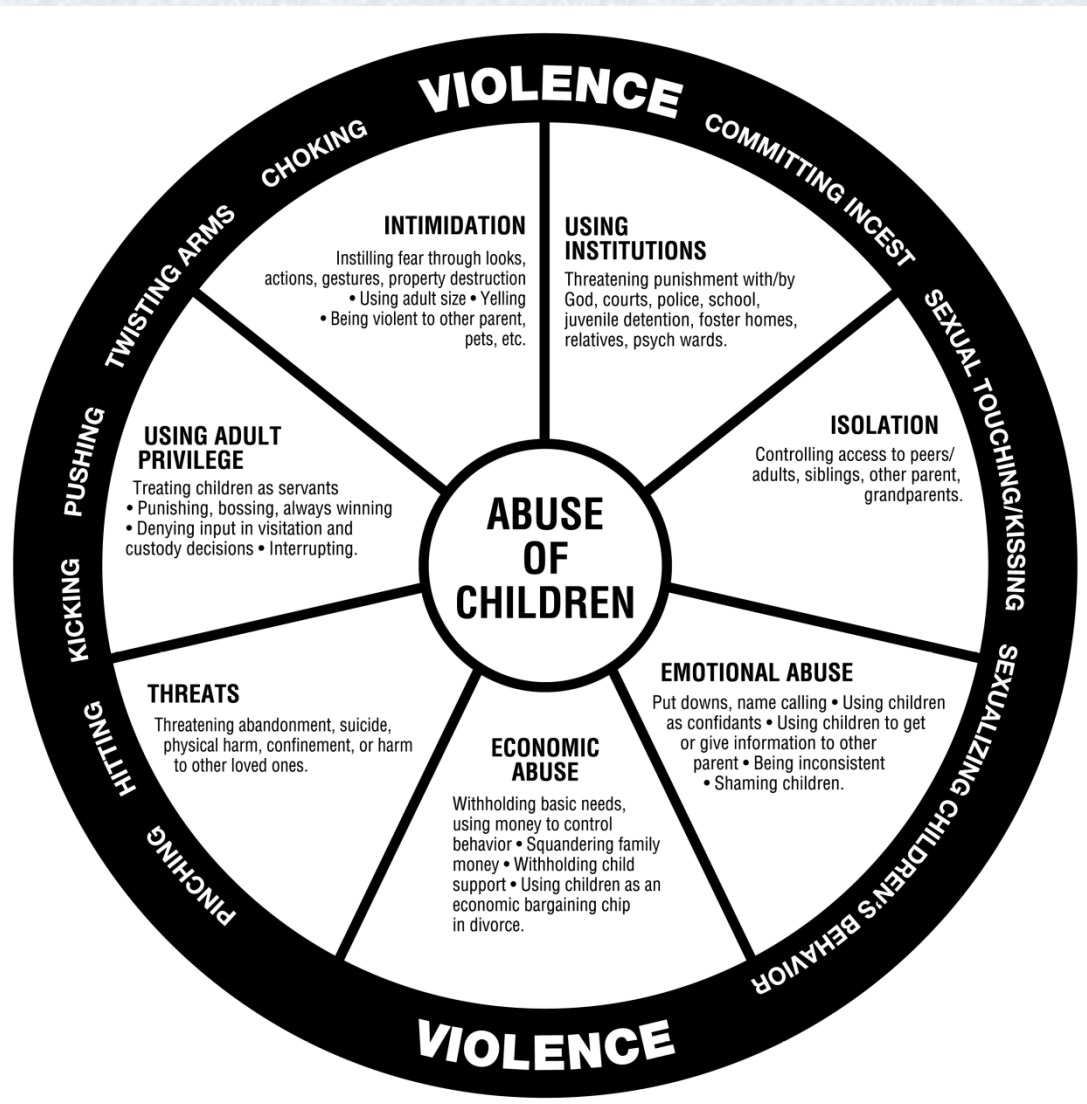 VIOLENCE
COMMITTING INCEST
SEXUAL TOUCHING/KISSING
SEXUALIZING CHILDREN'S BEHAVIOR
VIOLENCE
PINCHING
HITTING
KICKING
PUSHING
TWISTING ARMS
CHOKING
ABUSE
OF
CHILDREN
INTIMIDATION
Instilling fear through looks,
actions, gestures, property destruction
• Using adult size • Yelling
• Being violent to other parent,
pets, etc.
USING
INSTITUTIONS
Threatening punishment with/by
God, courts, police, school,
juvenile detention, foster homes,
relatives, psych wards.
ISOLATION
Controlling access to peers/
adults, siblings, other parent,
grandparents.
EMOTIONAL ABUSE
Put downs, name calling • Using children
as confidants • Using children to get
or give information to other
parent • Being inconsistent
• Shaming children.
ECONOMIC
ABUSE
Withholding basic needs,
using money to control
behavior • Squandering family
money • Withholding child
support • Using children as an
economic bargaining chip
in divorce.
THREATS
Threatening abandonment, suicide,
physical harm, confinement, or harm
to other loved ones.
USING ADULT
PRIVILEGE
Treating children as servants
• Punishing, bossing, always winning
• Denying input in visitation and
custody decisions • Interrupting.